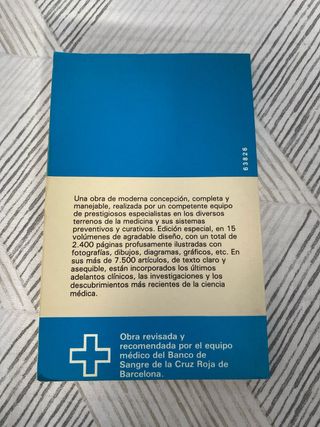 63826
Una obra de moderna concepción, completa y
manejable, realizada por un competente equipo
de prestigiosos especialistas en los diversos
terrenos de la medicina y sus sistemas
preventivos y curativos. Edición especial, en 15
volúmenes de agradable diseño, con un total de
2.400 páginas profusamente ilustradas con
fotografías, dibujos, diagramas, gráficos, etc. En
sus más de 7.500 artículos, de texto claro y
asequible, están incorporados los últimos
adelantos clínicos, las investigaciones y los
descubrimientos más recientes de la ciencia
médica.
Obra revisada y
recomendada por el equipo
médico del Banco de
Sangre de la Cruz Roja de
Barcelona.